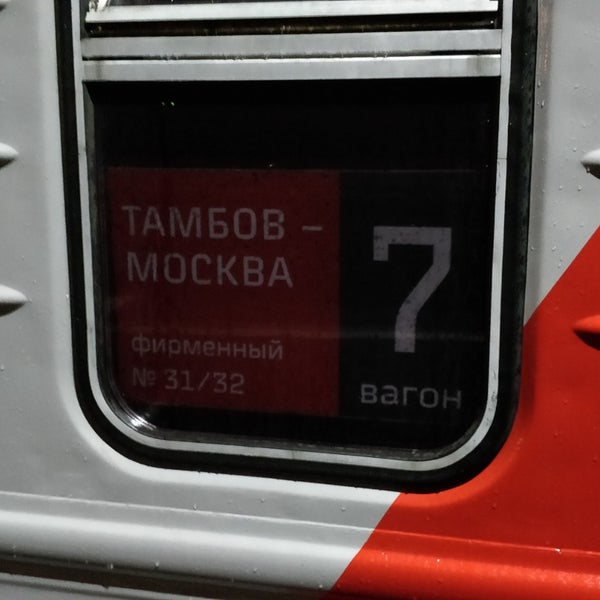 ТАМБОВ –
МОСКВА
фирменный
№ 31/32
7
вагон